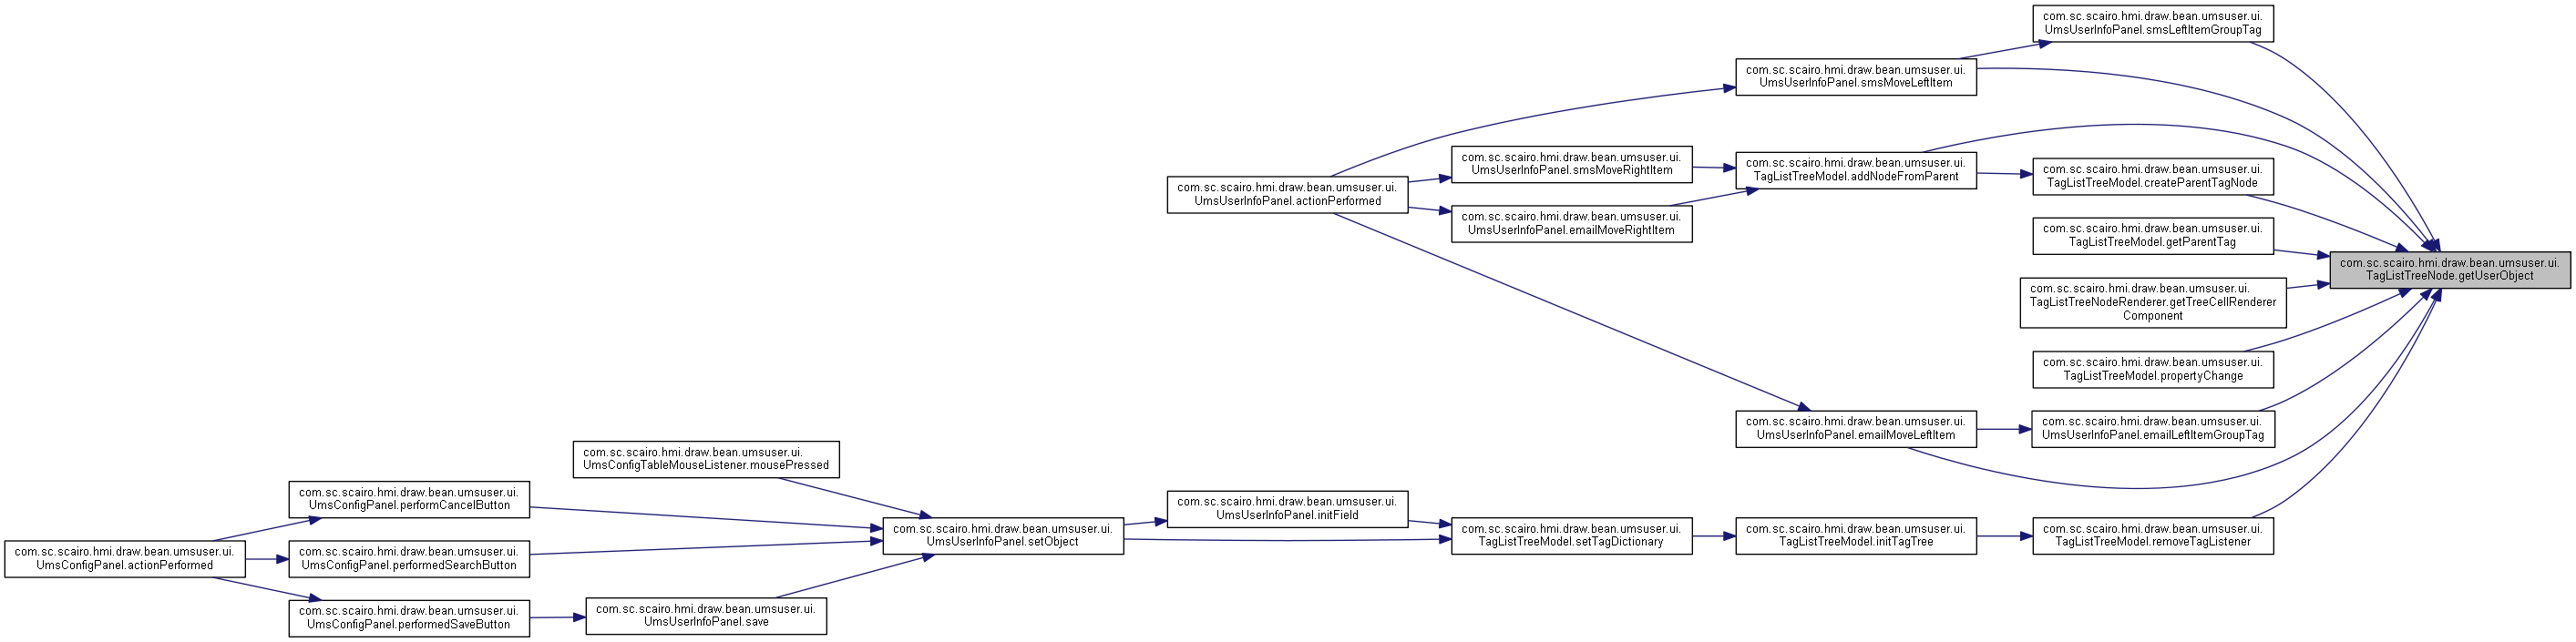 com.sc.scairo.hmi.draw.bean.umsuser.ui.
UmsUserInfoPanel.smsLeftItemGroupTag
com.sc.scairo.hmi.draw.bean.umsuser.ui.
UmsUserInfoPanel.smsMoveLeftItem
com.sc.scairo.hmi.draw.bean.umsuser.ui.
UmsUserInfoPanel.smsMoveRightItem
com.sc.scairo.hmi.draw.bean.umsuser.ui.
TagListTreeModel.addNodeFromParent
com.sc.scairo.hmi.draw.bean.umsuser.ui.
TagListTreeModel.createParentTagNode
com.sc.scairo.hmi.draw.bean.umsuser.ui.
UmsUserInfoPanel.actionPerformed
com.sc.scairo.hmi.draw.bean.umsuser.ui.
UmsUserInfoPanel.emailMoveRightItem
com.sc.scairo.hmi.draw.bean.umsuser.ui.
TagListTreeModel.getParentTag
com.sc.scairo.hmi.draw.bean.umsuser.ui.
TagListTreeNode.getUserObject
com.sc.scairo.hmi.draw.bean.umsuser.ui.
TagListTreeNodeRenderer.getTreeCellRenderer
Component
com.sc.scairo.hmi.draw.bean.umsuser.ui.
TagListTreeModel.propertyChange
com.sc.scairo.hmi.draw.bean.umsuser.ui.
UmsUserInfoPanel.emailMoveLeftItem
com.sc.scairo.hmi.draw.bean.umsuser.ui.
UmsUserInfoPanel.emailLeftItemGroupTag
com.sc.scairo.hmi.draw.bean.umsuser.ui.
UmsConfigTableMouseListener.mousePressed
com.sc.scairo.hmi.draw.bean.umsuser.ui.
UmsConfigPanel.performCancelButton
com.sc.scairo.hmi.draw.bean.umsuser.ui.
UmsUserInfoPanel.initField
com.sc.scairo.hmi.draw.bean.umsuser.ui.
UmsUserInfoPanel.setObject
com.sc.scairo.hmi.draw.bean.umsuser.ui.
TagListTreeModel.setTagDictionary
com.sc.scairo.hmi.draw.bean.umsuser.ui.
TagListTreeModel.initTagTree
com.sc.scairo.hmi.draw.bean.umsuser.ui.
TagListTreeModel.removeTagListener
com.sc.scairo.hmi.draw.bean.umsuser.ui.
UmsConfigPanel.actionPerformed
com.sc.scairo.hmi.draw.bean.umsuser.ui.
UmsConfigPanel.performedSearchButton
com.sc.scairo.hmi.draw.bean.umsuser.ui.
UmsConfigPanel.performedSaveButton
com.sc.scairo.hmi.draw.bean.umsuser.ui.
UmsUserInfoPanel.save